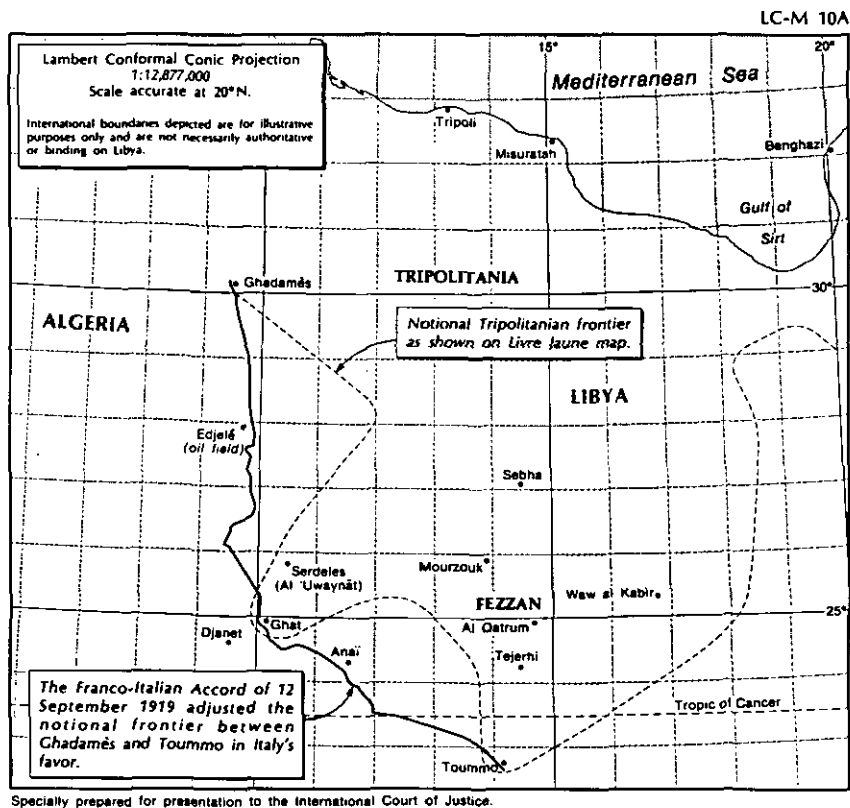 LC-M 10A
Lambert Conformal Conic Projection
1:12,877,000
Scale accurate at 20°N.
International boundaries depicted are for illustrative
purposes only and are not necessarily authoritative
or binding on Libya.
15°
20°
Mediterranean Sea
Tripoli
Misuratah
Benghazi
Gulf of
Sirt
Ghadamès
TRIPOLITANIA
30°
ALGERIA
Notional Tripolitanian frontier
as shown on Livre Jaune map.
LIBYA
Edjelé
(oil field)
Sebha
Serdeles
(Al 'Uwaynāt)
Mourzouk
Waw al Kabir
FEZZAN
25°
Ghat
Al Qatrum
Djanet
Anaï
Tejerhi
The Franco-Italian Accord of 12
September 1919 adjusted the
notional frontier between
Ghadamès and Toummo in Italy's
favor.
Tropic of Cancer
Toummo
Specially prepared for presentation to the International Court of Justice.